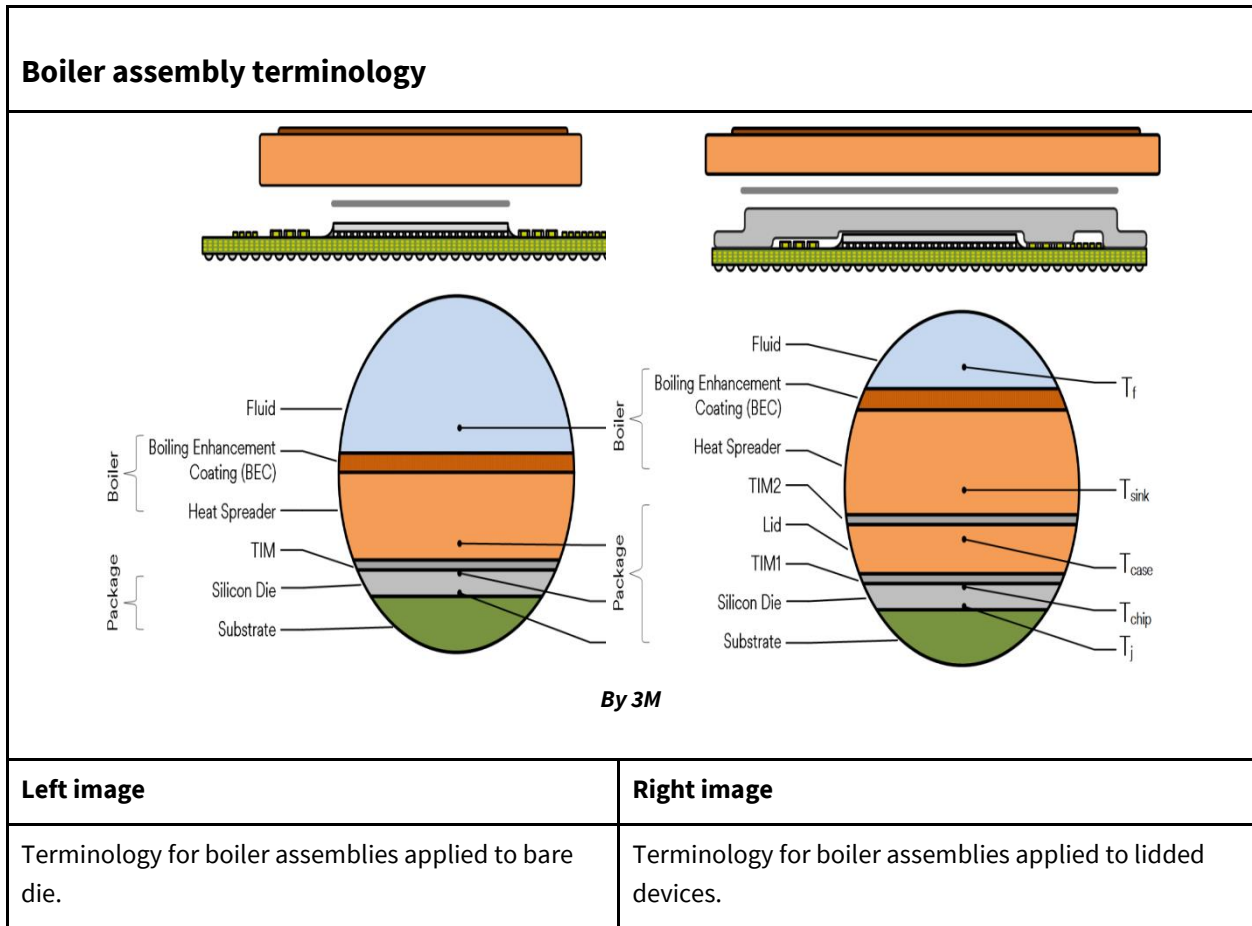 Boiler assembly terminology
Fluid
Boiling Enhancement
Coating (BEC)
Heat Spreader
TIM
Silicon Die
Substrate
Boiler
Package
Fluid
Boiling Enhancement
Coating (BEC)
Heat Spreader
TIM2
Lid
TIM1
Silicon Die
Substrate
Boiler
Package
Tf
Tsink
Tcase
Tchip
Tj
By 3M
Left image
Right image
Terminology for boiler assemblies applied to bare
die.
Terminology for boiler assemblies applied to lidded
devices.